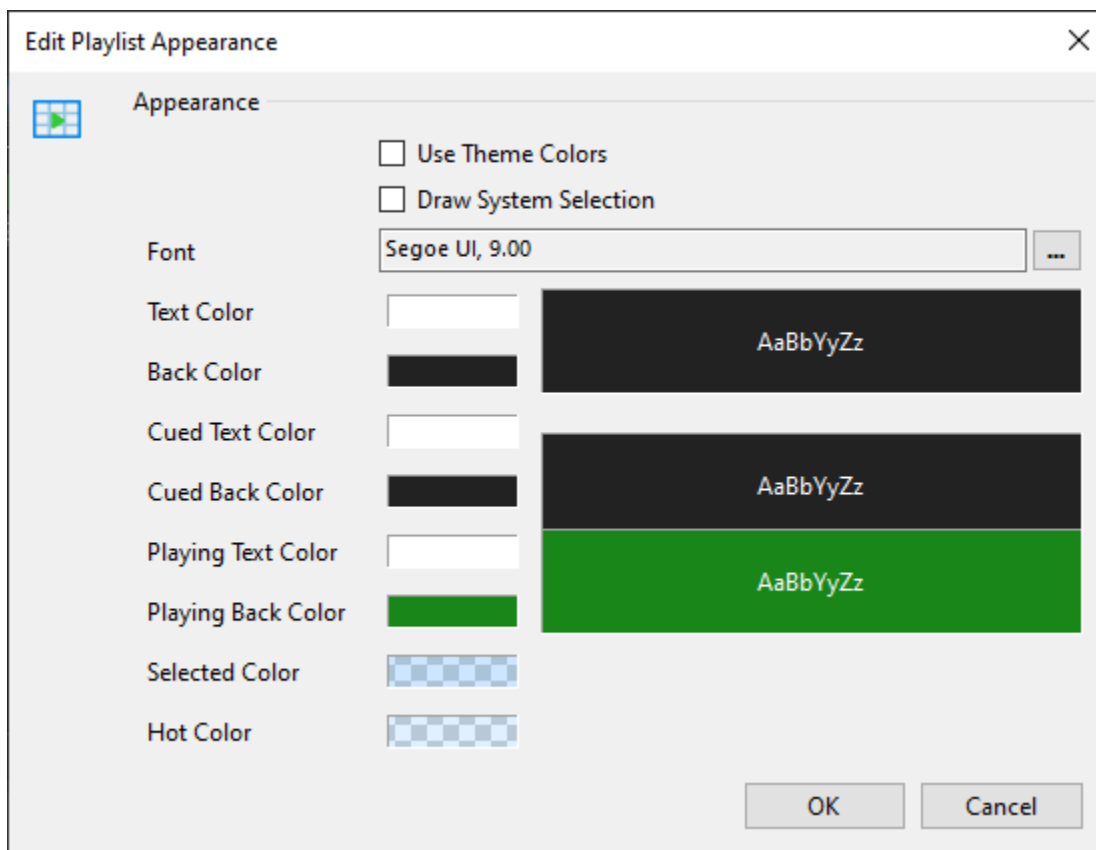 Edit Playlist Appearance
Appearance
Use Theme Colors
Draw System Selection
Font
Segoe UI, 9.00
...
Text Color
AaBbYyZz
Back Color
Cued Text Color
Cued Back Color
AaBbYyZz
Playing Text Color
AaBbYyZz
Playing Back Color
Selected Color
Hot Color
OK
Cancel